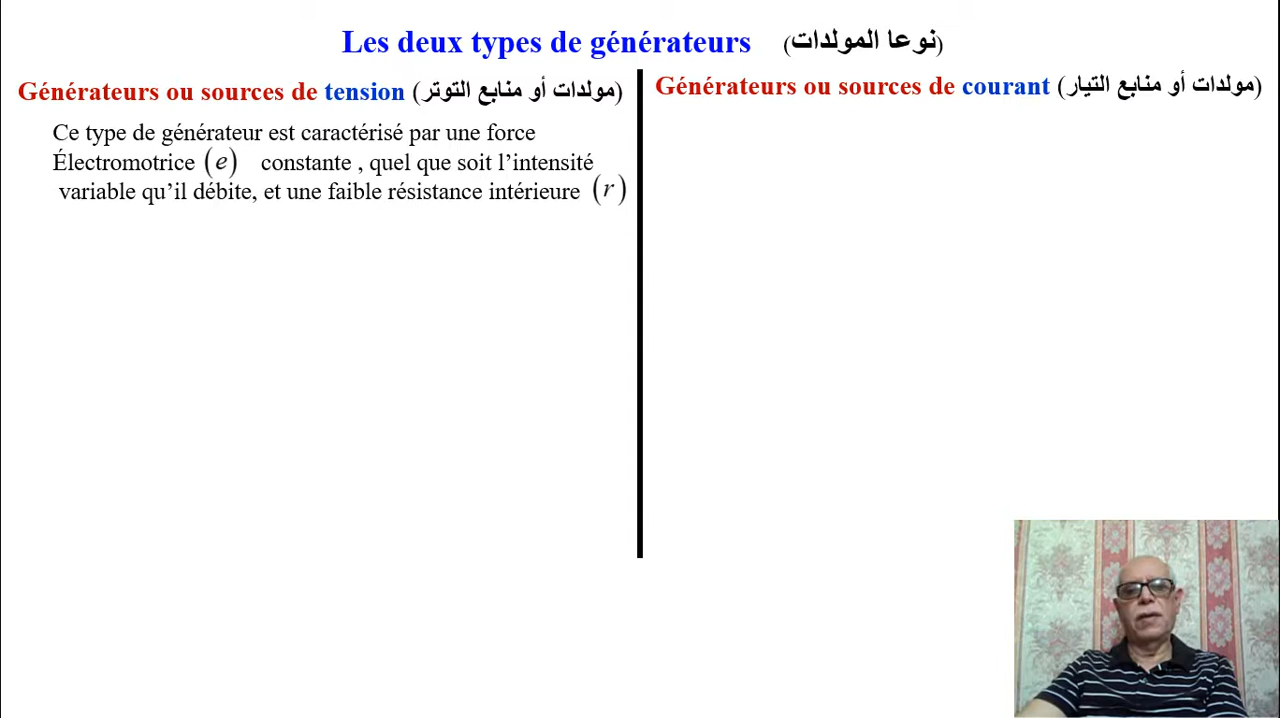 Les deux types de générateurs (نوعا المولدات)
Générateurs ou sources de tension (مولدات أو منابع التوتر)
Ce type de générateur est caractérisé par une force
Électromotrice (e) constante , quel que soit l’intensité
variable qu’il débite, et une faible résistance intérieure (r)
Générateurs ou sources de courant (مولدات أو منابع التيار)